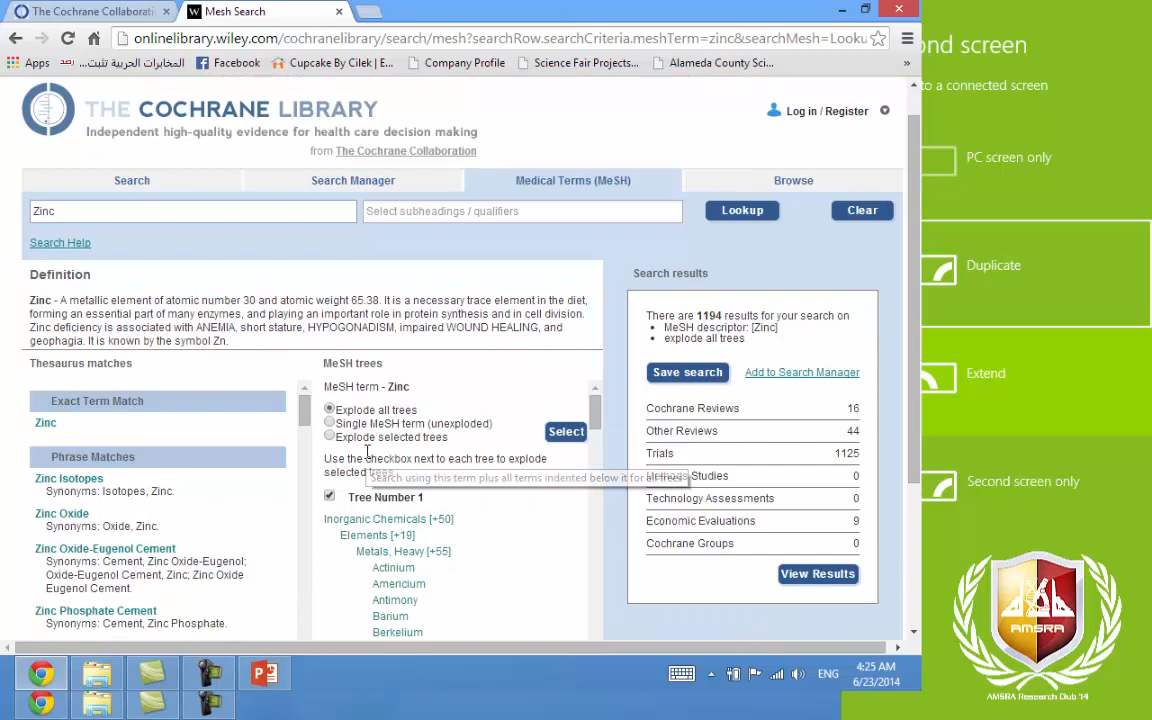 The Cochrane Collaborati
Mesh Search
onlinelibrary.wiley.com/cochranelibrary/search/mesh?searchRow.searchCriteria.meshTerm=zinc&searchMesh=Looku
Apps
المخابرات الحربية تثبت... رصد
Facebook
Cupcake By Cilek | E...
Company Profile
Science Fair Projects...
Alameda County Sci...
»
THE COCHRANE LIBRARY
Independent high-quality evidence for health care decision making
from The Cochrane Collaboration
Log in / Register
Search
Search Manager
Medical Terms (MeSH)
Browse
Zinc
Select subheadings / qualifiers
Lookup
Clear
Search Help
Definition
Zinc - A metallic element of atomic number 30 and atomic weight 65.38. It is a necessary trace element in the diet,
forming an essential part of many enzymes, and playing an important role in protein synthesis and in cell division.
Zinc deficiency is associated with ANEMIA, short stature, HYPOGONADISM, impaired WOUND HEALING, and
geophagia. It is known by the symbol Zn.
Thesaurus matches
Exact Term Match
Zinc
Phrase Matches
Zinc Isotopes
Synonyms: Isotopes, Zinc.
Zinc Oxide
Synonyms: Oxide, Zinc.
Zinc Oxide-Eugenol Cement
Synonyms: Cement, Zinc Oxide-Eugenol;
Oxide-Eugenol Cement, Zinc; Zinc Oxide
Eugenol Cement.
Zinc Phosphate Cement
Synonyms: Cement, Zinc Phosphate.
MeSH trees
MeSH term - Zinc
Explode all trees
Single MeSH term (unexploded)
Explode selected trees
Select
Use the checkbox next to each tree to explode
selected trees.
Search using this term plus all terms indented below it for all trees
Tree Number 1
Inorganic Chemicals [+50]
Elements [+19]
Metals, Heavy [+55]
Actinium
Americium
Antimony
Barium
Berkelium
Search results
There are 1194 results for your search on
• MeSH descriptor: [Zinc]
• explode all trees
Save search
Add to Search Manager
Cochrane Reviews 16
Other Reviews 44
Trials 1125
Methods Studies 0
Technology Assessments 0
Economic Evaluations 9
Cochrane Groups 0
View Results
ENG
4:25 AM
6/23/2014
ond screen
to a connected screen
PC screen only
Duplicate
Extend
Second screen only
AMSRA
AMSRA Research Club '14